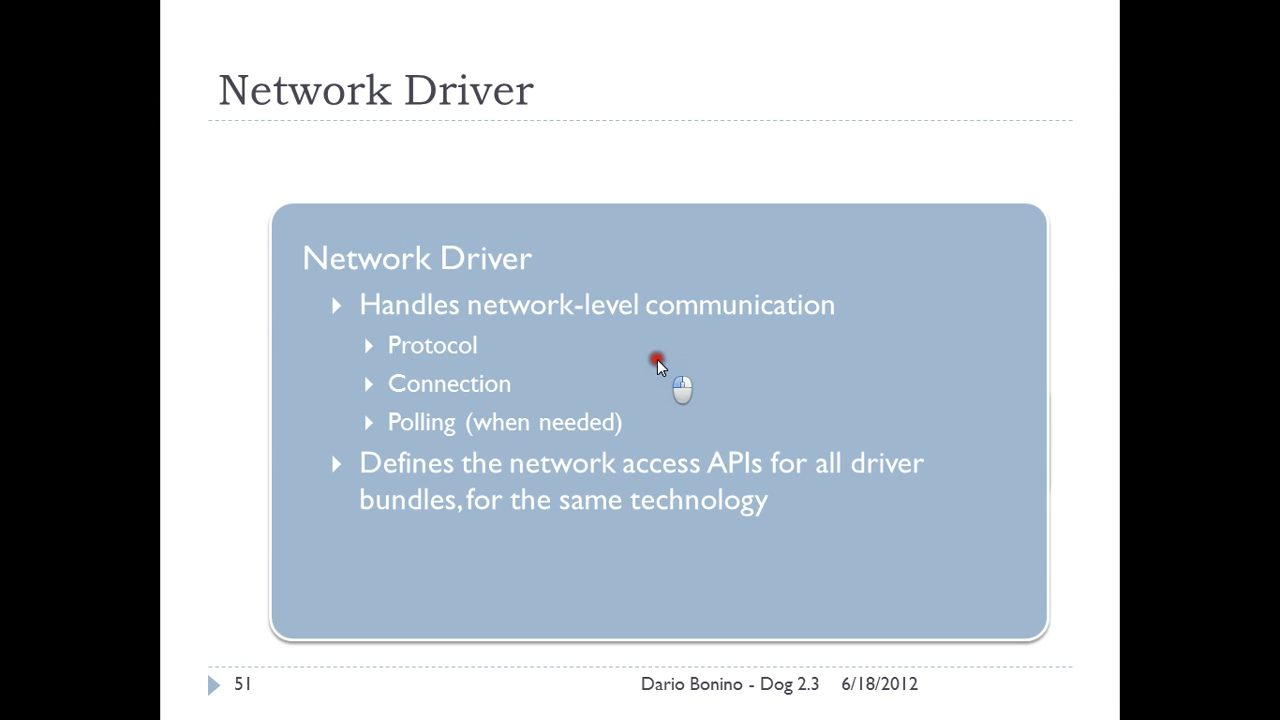 Network Driver
Network Driver
Handles network-level communication
Protocol
Connection
Polling (when needed)
Defines the network access APIs for all driver
bundles, for the same technology
51
Dario Bonino - Dog 2.3 6/18/2012